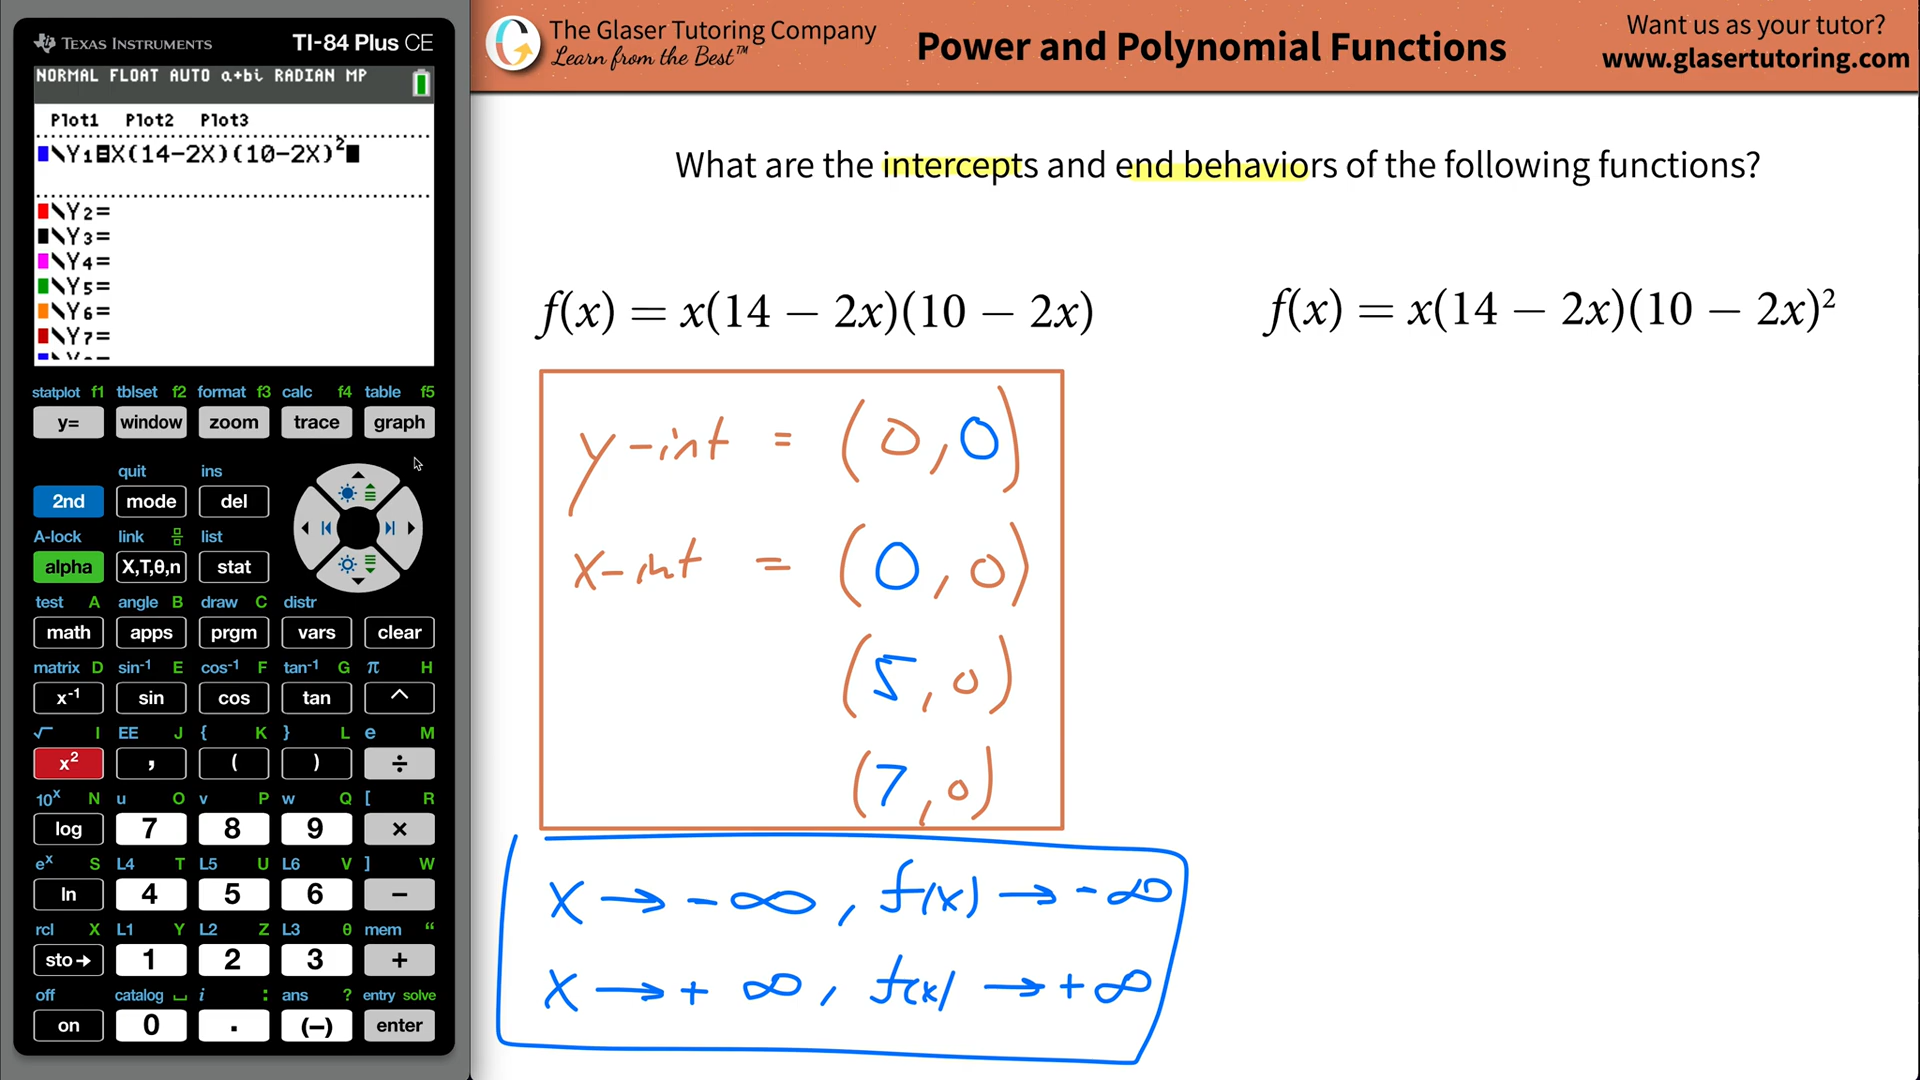 TEXAS INSTRUMENTS TI-84 Plus CE
NORMAL FLOAT AUTO a+bi RADIAN MP
Plot1 Plot2 Plot3
\Y1=X(14-2X)(10-2X)²
\Y2=
\Y3=
\Y4=
\Y5=
\Y6=
\Y7=
statplot f1 tblset f2 format f3 calc f4 table f5
y= window zoom trace graph
quit ins
2nd mode del
A-lock link list
alpha X,T,θ,n stat
test A angle B draw C distr
math apps prgm vars clear
matrix D sin⁻¹ E cos⁻¹ F tan⁻¹ G π H
x⁻¹ sin cos tan ^
√ I EE J { K } L e M
x² , ( ) ÷
10ˣ N u O v P w Q [ R
log 7 8 9 ×
eˣ S L4 T L5 U L6 V ] W
ln 4 5 6 −
rcl X L1 Y L2 Z L3 θ mem “
sto→ 1 2 3 +
off catalog ⎵ i : ans ? entry solve
on 0 . (−) enter
The Glaser Tutoring Company
Learn from the Best™
Power and Polynomial Functions
Want us as your tutor?
www.glasertutoring.com
What are the intercepts and end behaviors of the following functions?
f(x) = x(14 − 2x)(10 − 2x)
f(x) = x(14 − 2x)(10 − 2x)²
y-int = (0,0)
x-int = (0,0)
(5,0)
(7,0)
x → -∞, f(x) → -∞
x → +∞, f(x) → +∞